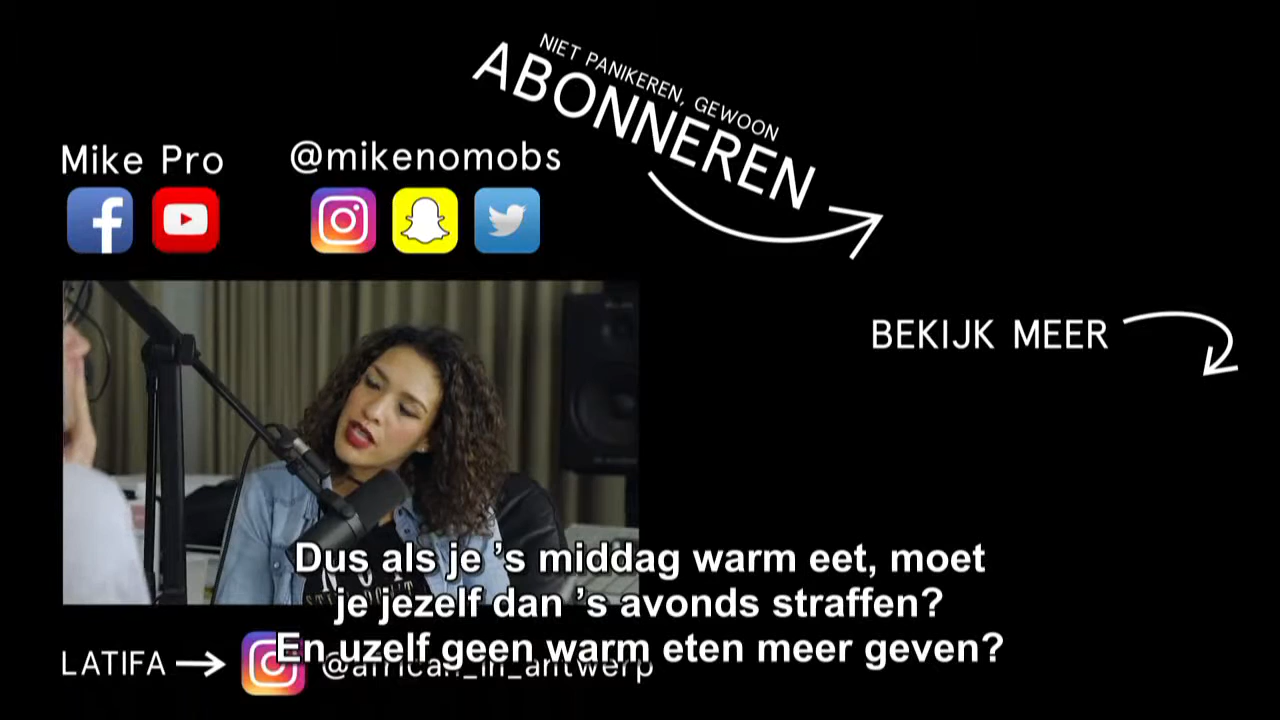 NIET PANIKEREN, GEWOON
ABONNEREN
Mike Pro
@mikenomobs
BEKIJK MEER
Dus als je ’s middag warm eet, moet
je jezelf dan ’s avonds straffen?
En uzelf geen warm eten meer geven?
LATIFA
@african_in_antwerp